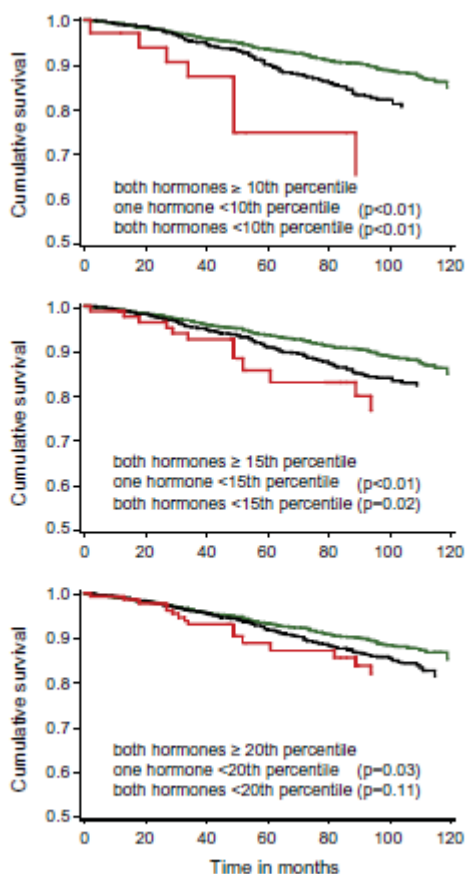 Cumulative survival
1.0
0.9
0.8
0.7
0.6
0.5
both hormones ≥ 10th percentile
one hormone <10th percentile (p<0.01)
both hormones <10th percentile (p<0.01)
0 20 40 60 80 100 120
Cumulative survival
1.0
0.9
0.8
0.7
0.6
0.5
both hormones ≥ 15th percentile
one hormone <15th percentile (p<0.01)
both hormones <15th percentile (p=0.02)
0 20 40 60 80 100 120
Cumulative survival
1.0
0.9
0.8
0.7
0.6
0.5
both hormones ≥ 20th percentile
one hormone <20th percentile (p=0.03)
both hormones <20th percentile (p=0.11)
0 20 40 60 80 100 120
Time in months